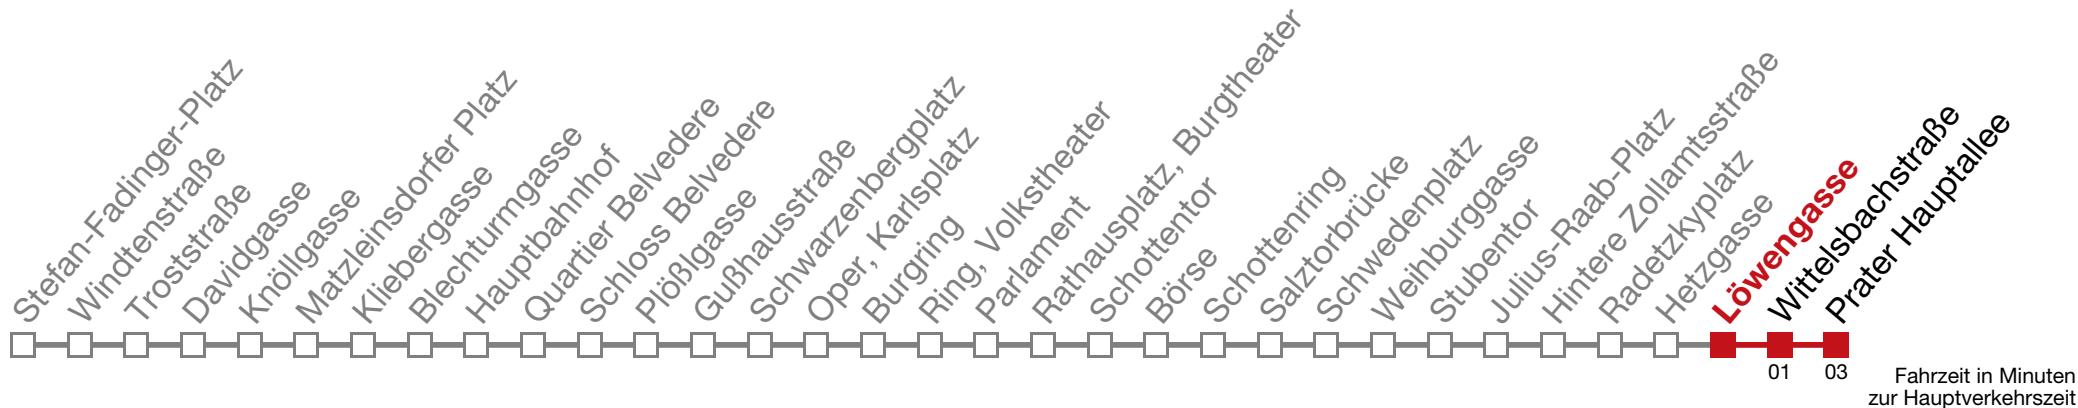 Stefan-Fadinger-Platz
Windtenstraße
Troststraße
Davidgasse
Knöllgasse
Matzleinsdorfer Platz
Kliebergasse
Blechturmgasse
Hauptbahnhof
Quartier Belvedere
Schloss Belvedere
Plößlgasse
Gußhausstraße
Schwarzenbergplatz
Oper, Karlsplatz
Burgring
Ring, Volkstheater
Parlament
Rathausplatz, Burgtheater
Schottentor
Börse
Schottenring
Salztorbrücke
Schwedenplatz
Weihburggasse
Stubentor
Julius-Raab-Platz
Hintere Zollamtsstraße
Radetzkyplatz
Hetzgasse
Löwengasse
Wittelsbachstraße
Prater Hauptallee
01
03
Fahrzeit in Minuten
zur Hauptverkehrszeit